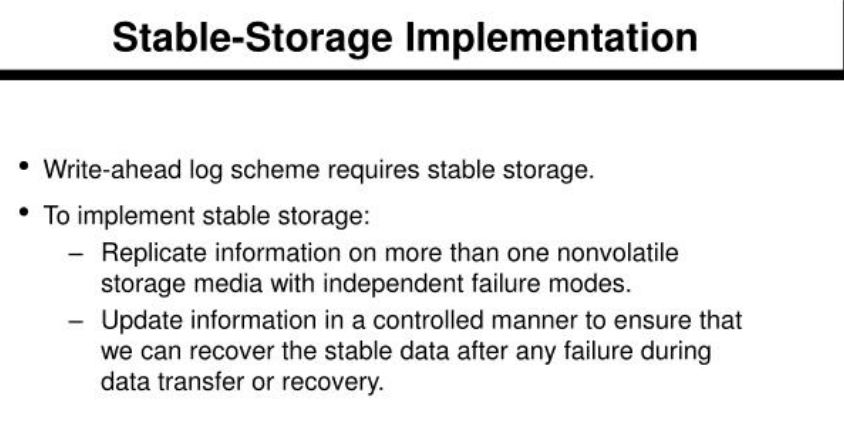 Stable-Storage Implementation
• Write-ahead log scheme requires stable storage.
• To implement stable storage:
– Replicate information on more than one nonvolatile
storage media with independent failure modes.
– Update information in a controlled manner to ensure that
we can recover the stable data after any failure during
data transfer or recovery.